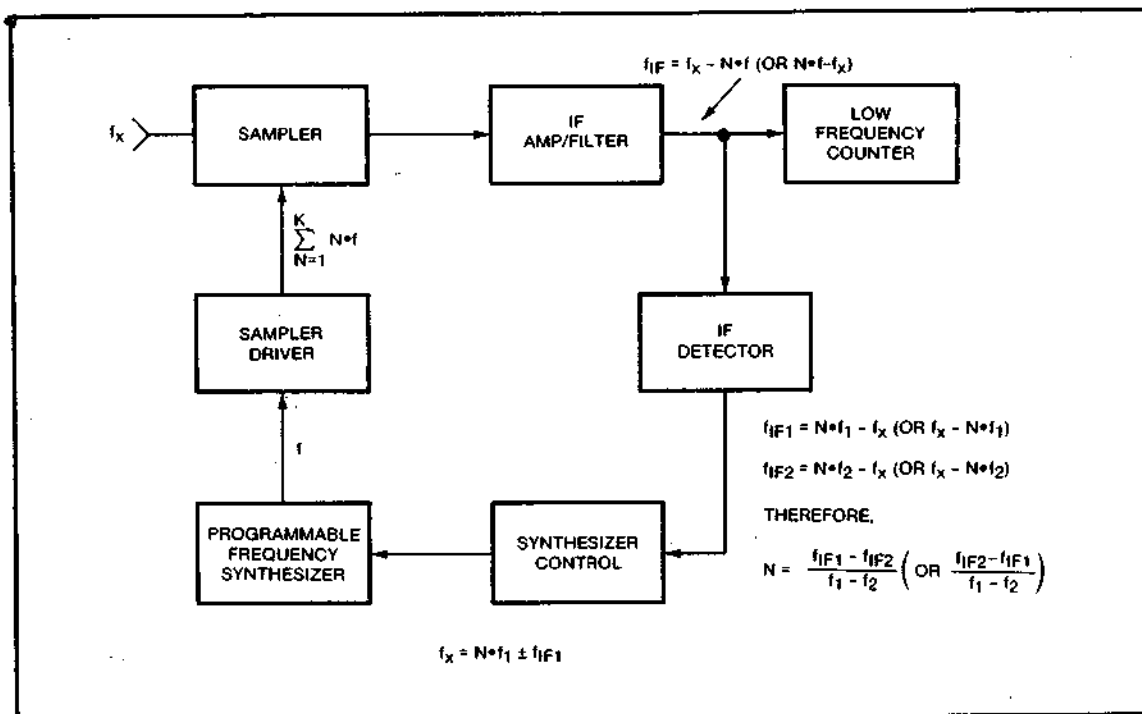 f_IF = f_x – N•f (OR N•f–f_x)
f_x
SAMPLER
IF
AMP/FILTER
LOW
FREQUENCY
COUNTER
K
∑ N•f
N=1
SAMPLER
DRIVER
IF
DETECTOR
f
f_IF1 = N•f_1 – f_x (OR f_x – N•f_1)
f_IF2 = N•f_2 – f_x (OR f_x – N•f_2)
THEREFORE,
PROGRAMMABLE
FREQUENCY
SYNTHESIZER
SYNTHESIZER
CONTROL
N = (f_IF1 – f_IF2)/(f_1 – f_2) (OR (f_IF2–f_IF1)/(f_1 – f_2))
f_x = N•f_1 ± f_IF1